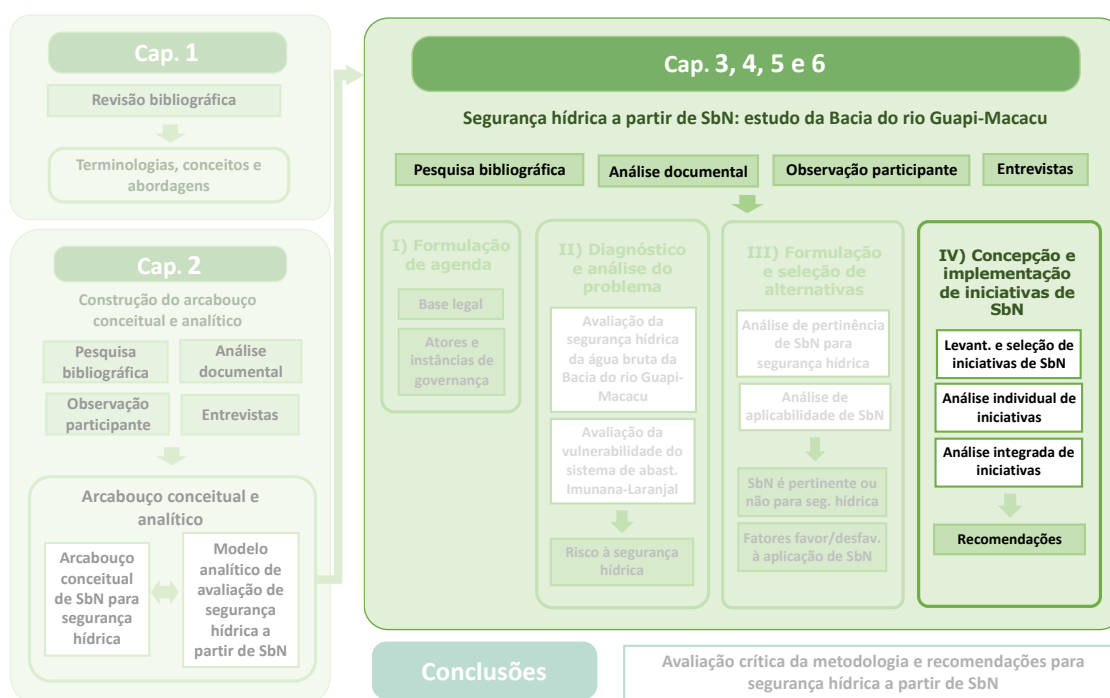 Cap. 1
Revisão bibliográfica
Terminologias, conceitos e
abordagens
Cap. 2
Construção do arcabouço
conceitual e analítico
Pesquisa
bibliográfica
Análise
documental
Observação
participante
Entrevistas
Arcabouço conceitual e
analítico
Arcabouço
conceitual
de SbN para
segurança
hídrica
Modelo
analítico de
avaliação de
segurança
hídrica a
partir de SbN
Cap. 3, 4, 5 e 6
Segurança hídrica a partir de SbN: estudo da Bacia do rio Guapi-Macacu
Pesquisa bibliográfica
Análise documental
Observação participante
Entrevistas
I) Formulação
de agenda
Base legal
Atores e
instâncias de
governança
II) Diagnóstico
e análise do
problema
Avaliação da
segurança hídrica
da água bruta da
Bacia do rio Guapi-
Macacu
Avaliação da
vulnerabilidade do
sistema de abast.
Imunana-Laranjal
Risco à segurança
hídrica
III) Formulação
e seleção de
alternativas
Análise de pertinência
de SbN para
segurança hídrica
Análise de
aplicabilidade de SbN
SbN é pertinente ou
não para seg. hídrica
Fatores favor/desfav.
à aplicação de SbN
IV) Concepção e
implementação
de iniciativas de
SbN
Levant. e seleção de
iniciativas de SbN
Análise individual de
iniciativas
Análise integrada de
iniciativas
Recomendações
Conclusões
Avaliação crítica da metodologia e recomendações para
segurança hídrica a partir de SbN